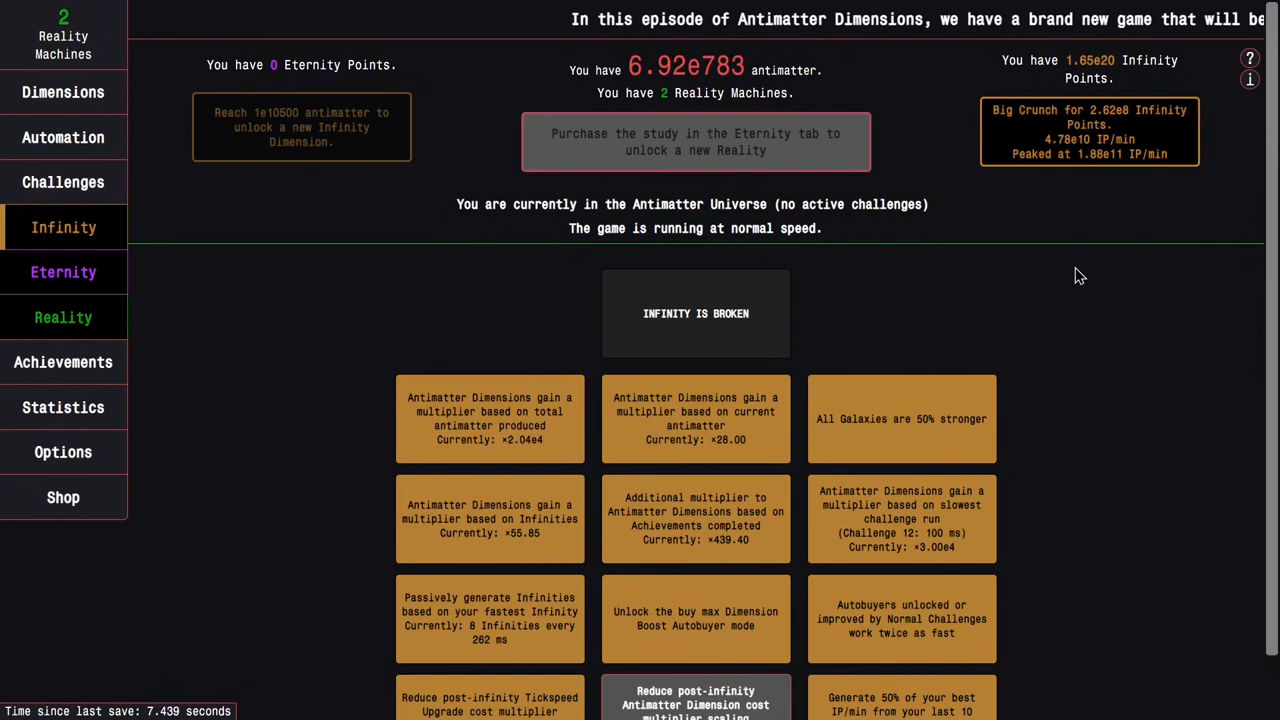 2
Reality
Machines
In this episode of Antimatter Dimensions, we have a brand new game that will be
You have 0 Eternity Points.
You have 6.92e783 antimatter.
You have 2 Reality Machines.
You have 1.65e20 Infinity
Points.
?
i
Reach 1e10500 antimatter to
unlock a new Infinity
Dimension.
Purchase the study in the Eternity tab to
unlock a new Reality
Big Crunch for 2.62e8 Infinity
Points.
4.78e10 IP/min
Peaked at 1.88e11 IP/min
You are currently in the Antimatter Universe (no active challenges)
The game is running at normal speed.
Dimensions
Automation
Challenges
Infinity
Eternity
Reality
Achievements
Statistics
Options
Shop
INFINITY IS BROKEN
Antimatter Dimensions gain a
multiplier based on total
antimatter produced
Currently: ×2.04e4
Antimatter Dimensions gain a
multiplier based on current
antimatter
Currently: ×28.00
All Galaxies are 50% stronger
Antimatter Dimensions gain a
multiplier based on Infinities
Currently: ×55.85
Additional multiplier to
Antimatter Dimensions based on
Achievements completed
Currently: ×439.40
Antimatter Dimensions gain a
multiplier based on slowest
challenge run
(Challenge 12: 100 ms)
Currently: ×3.00e4
Passively generate Infinities
based on your fastest Infinity
Currently: 8 Infinities every
262 ms
Unlock the buy max Dimension
Boost Autobuyer mode
Autobuyers unlocked or
improved by Normal Challenges
work twice as fast
Reduce post-infinity Tickspeed
Upgrade cost multiplier
Reduce post-infinity
Antimatter Dimension cost
multiplier scaling
Generate 50% of your best
IP/min from your last 10
Time since last save: 7.439 seconds